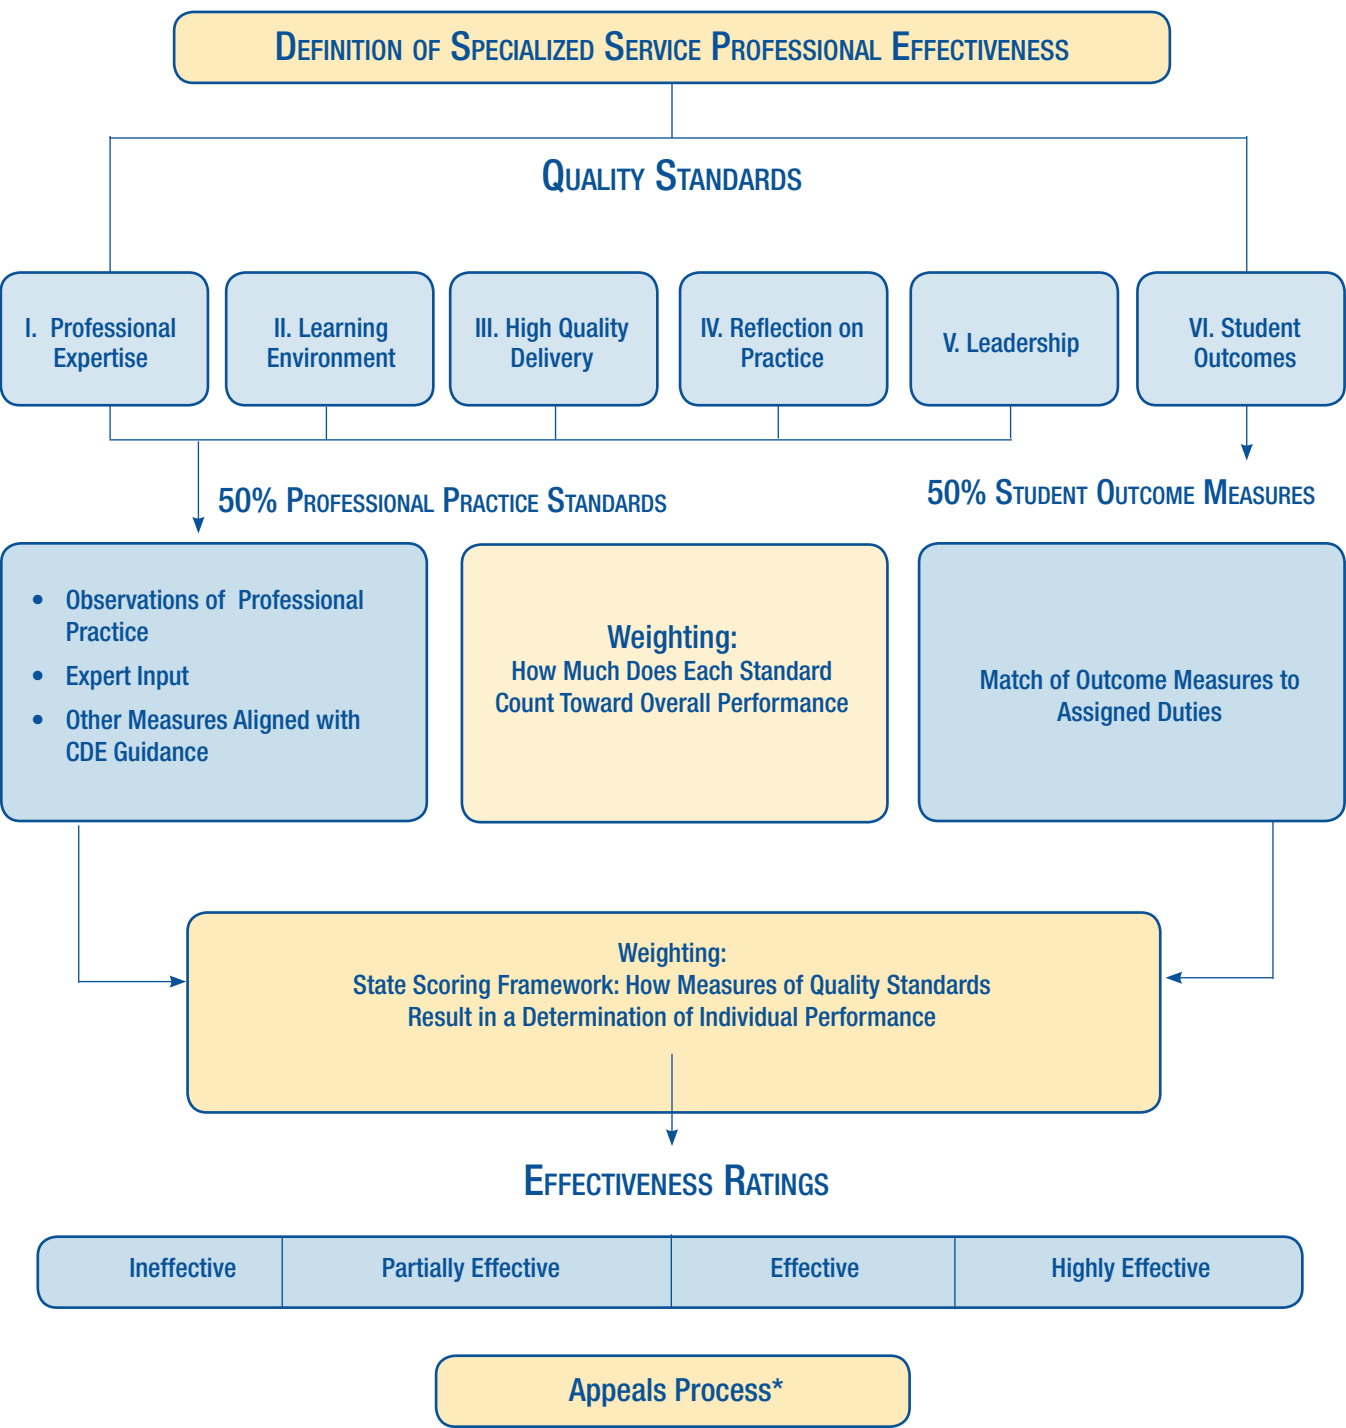 Definition of Specialized Service Professional Effectiveness
Quality Standards
I. Professional
Expertise
II. Learning
Environment
III. High Quality
Delivery
IV. Reflection on
Practice
V. Leadership
VI. Student
Outcomes
50% Professional Practice Standards
50% Student Outcome Measures
• Observations of Professional
Practice
• Expert Input
• Other Measures Aligned with
CDE Guidance
Weighting:
How Much Does Each Standard
Count Toward Overall Performance
Match of Outcome Measures to
Assigned Duties
Weighting:
State Scoring Framework: How Measures of Quality Standards
Result in a Determination of Individual Performance
Effectiveness Ratings
Ineffective
Partially Effective
Effective
Highly Effective
Appeals Process*